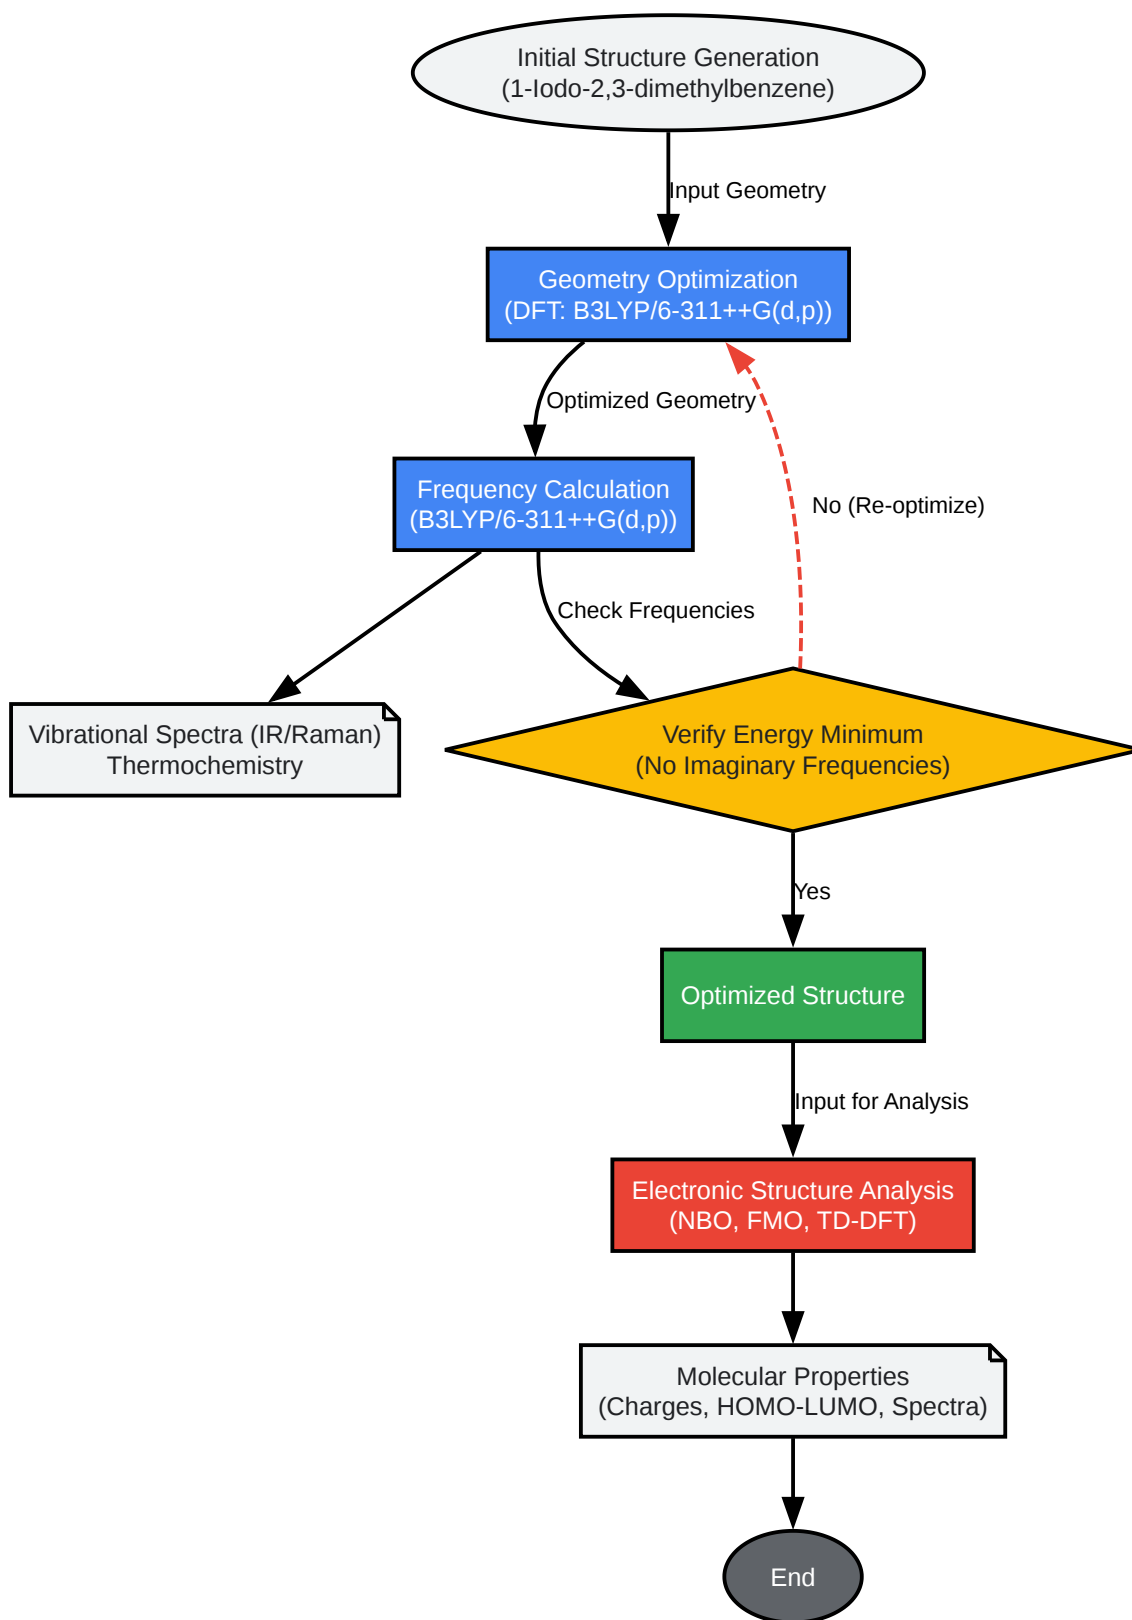 Initial Structure Generation
(1-Iodo-2,3-dimethylbenzene)
Input Geometry
Geometry Optimization
(DFT: B3LYP/6-311++G(d,p))
Optimized Geometry
Frequency Calculation
(B3LYP/6-311++G(d,p))
No (Re-optimize)
Check Frequencies
Vibrational Spectra (IR/Raman)
Thermochemistry
Verify Energy Minimum
(No Imaginary Frequencies)
Yes
Optimized Structure
Input for Analysis
Electronic Structure Analysis
(NBO, FMO, TD-DFT)
Molecular Properties
(Charges, HOMO-LUMO, Spectra)
End